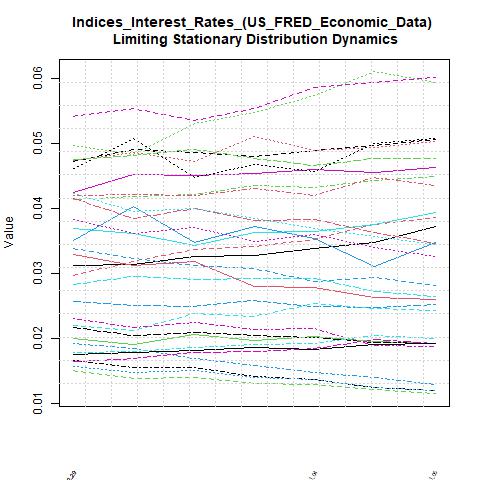 Indices_Interest_Rates_(US_FRED_Economic_Data)
Limiting Stationary Distribution Dynamics
Value
0.06
0.05
0.04
0.03
0.02
0.01